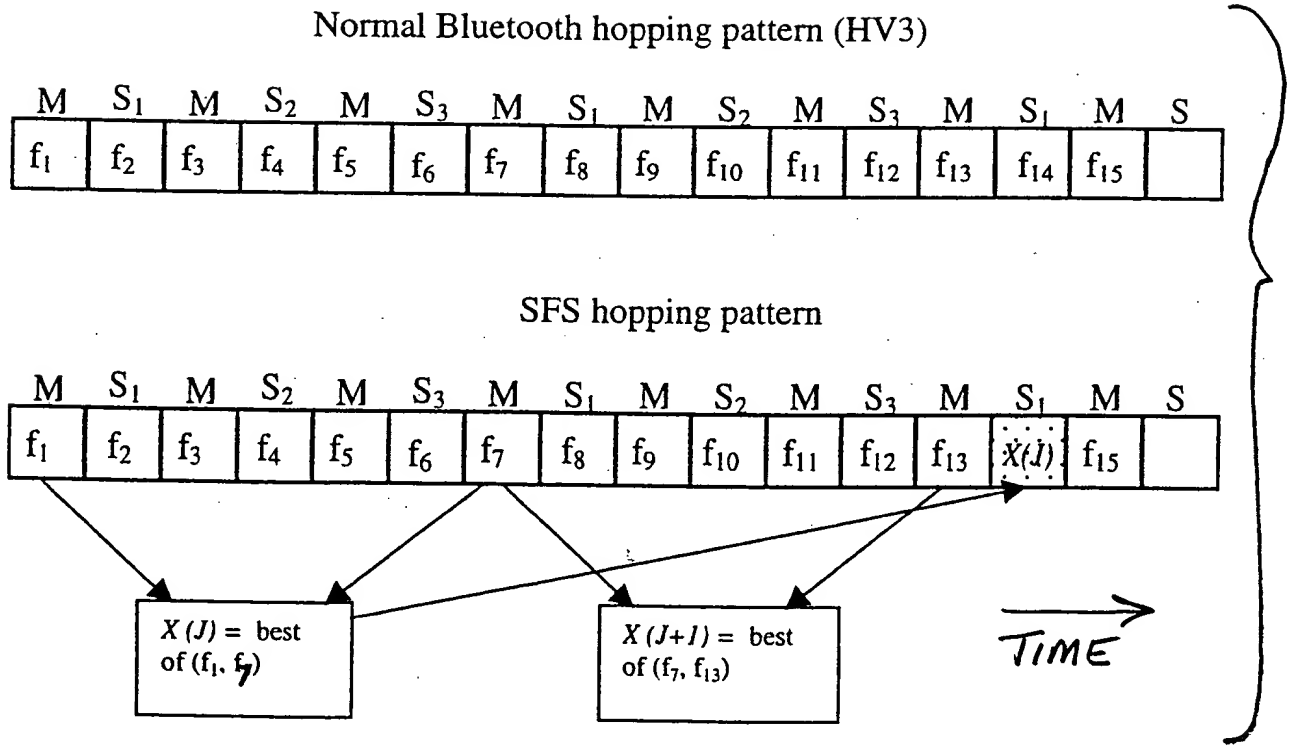 Normal Bluetooth hopping pattern (HV3)
M S₁ M S₂ M S₃ M S₁ M S₂ M S₃ M S₁ M S
f₁ f₂ f₃ f₄ f₅ f₆ f₇ f₈ f₉ f₁₀ f₁₁ f₁₂ f₁₃ f₁₄ f₁₅
SFS hopping pattern
M S₁ M S₂ M S₃ M S₁ M S₂ M S₃ M S₁ M S
f₁ f₂ f₃ f₄ f₅ f₆ f₇ f₈ f₉ f₁₀ f₁₁ f₁₂ f₁₃ X(J) f₁₅
X(J) = best
of (f₁, f₇)
X(J+1) = best
of (f₇, f₁₃)
TIME